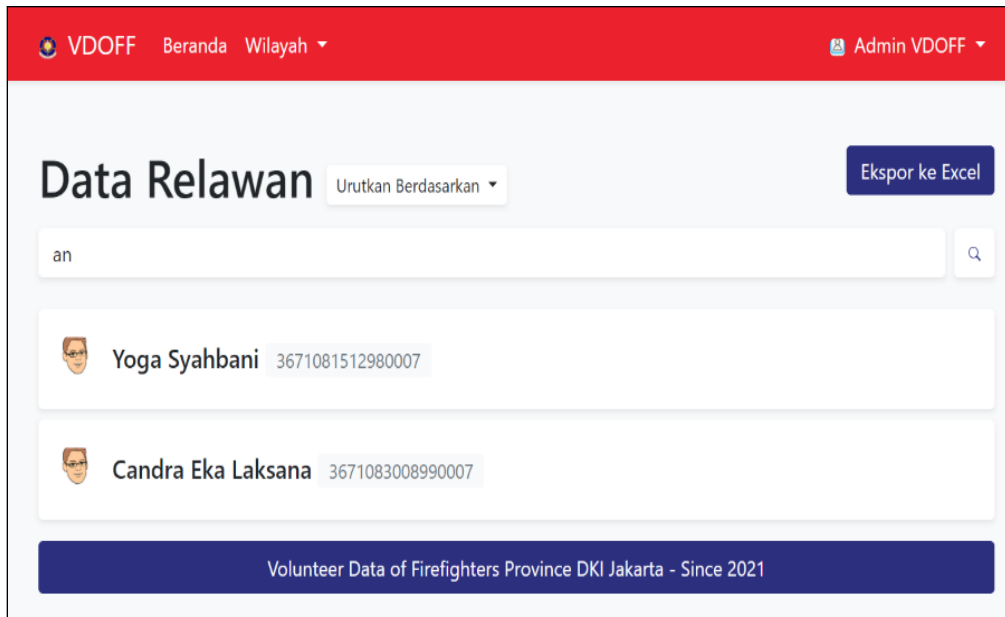 VDOFF Beranda Wilayah Admin VDOFF
Data Relawan Urutkan Berdasarkan Ekspor ke Excel
an
Yoga Syahbani 3671081512980007
Candra Eka Laksana 3671083008990007
Volunteer Data of Firefighters Province DKI Jakarta - Since 2021